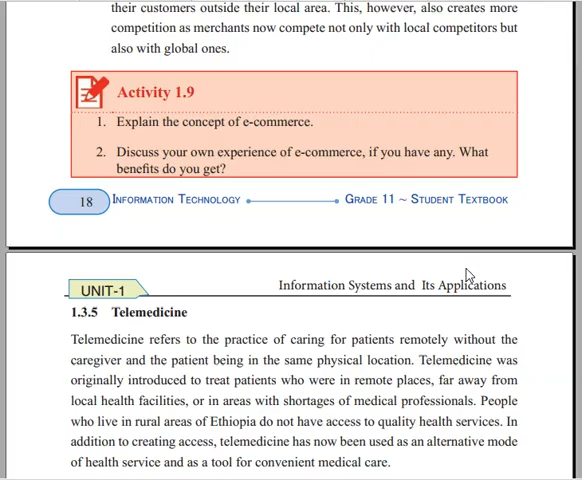 their customers outside their local area. This, however, also creates more
competition as merchants now compete not only with local competitors but
also with global ones.
Activity 1.9
1. Explain the concept of e-commerce.
2. Discuss your own experience of e-commerce, if you have any. What
benefits do you get?
18 INFORMATION TECHNOLOGY GRADE 11 ~ STUDENT TEXTBOOK
UNIT-1 Information Systems and Its Applications
1.3.5 Telemedicine
Telemedicine refers to the practice of caring for patients remotely without the
caregiver and the patient being in the same physical location. Telemedicine was
originally introduced to treat patients who were in remote places, far away from
local health facilities, or in areas with shortages of medical professionals. People
who live in rural areas of Ethiopia do not have access to quality health services. In
addition to creating access, telemedicine has now been used as an alternative mode
of health service and as a tool for convenient medical care.